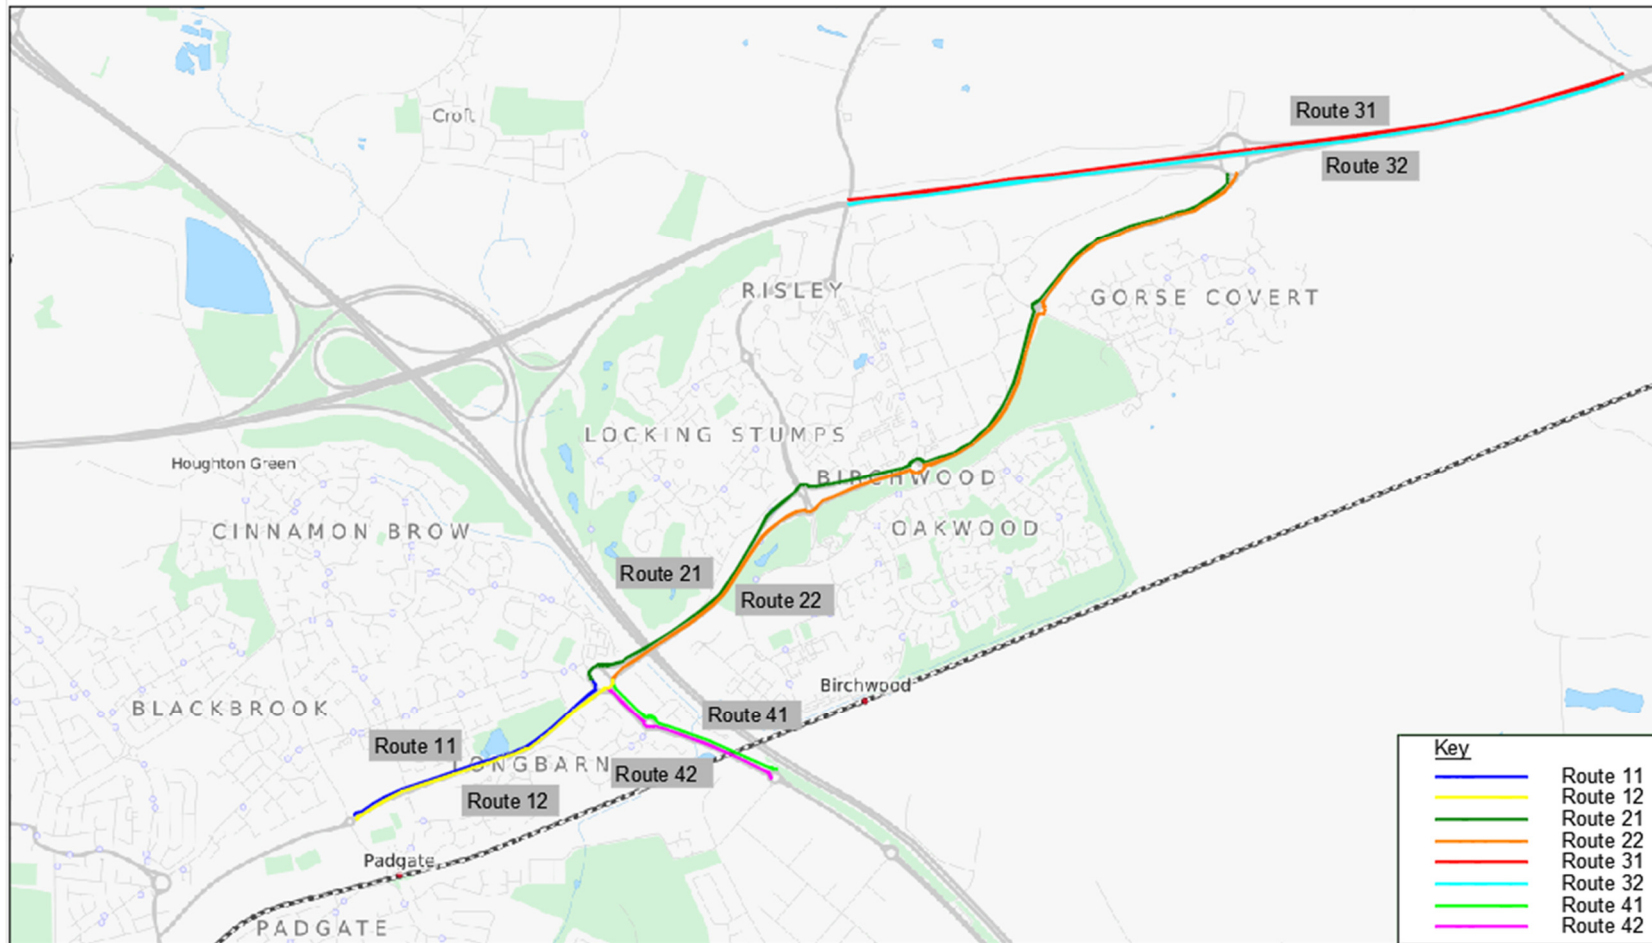 Route 31
Croft
Route 32
RISLEY
GORSE COVERT
LOCKING STUMPS
Houghton Green
BIRCHWOOD
CINNAMON BROW
OAKWOOD
Route 21
Route 22
Birchwood
BLACKBROOK
Route 41
Route 11
LONGBARN
Route 42
Route 12
Padgate
PADGATE
Key
Route 11
Route 12
Route 21
Route 22
Route 31
Route 32
Route 41
Route 42